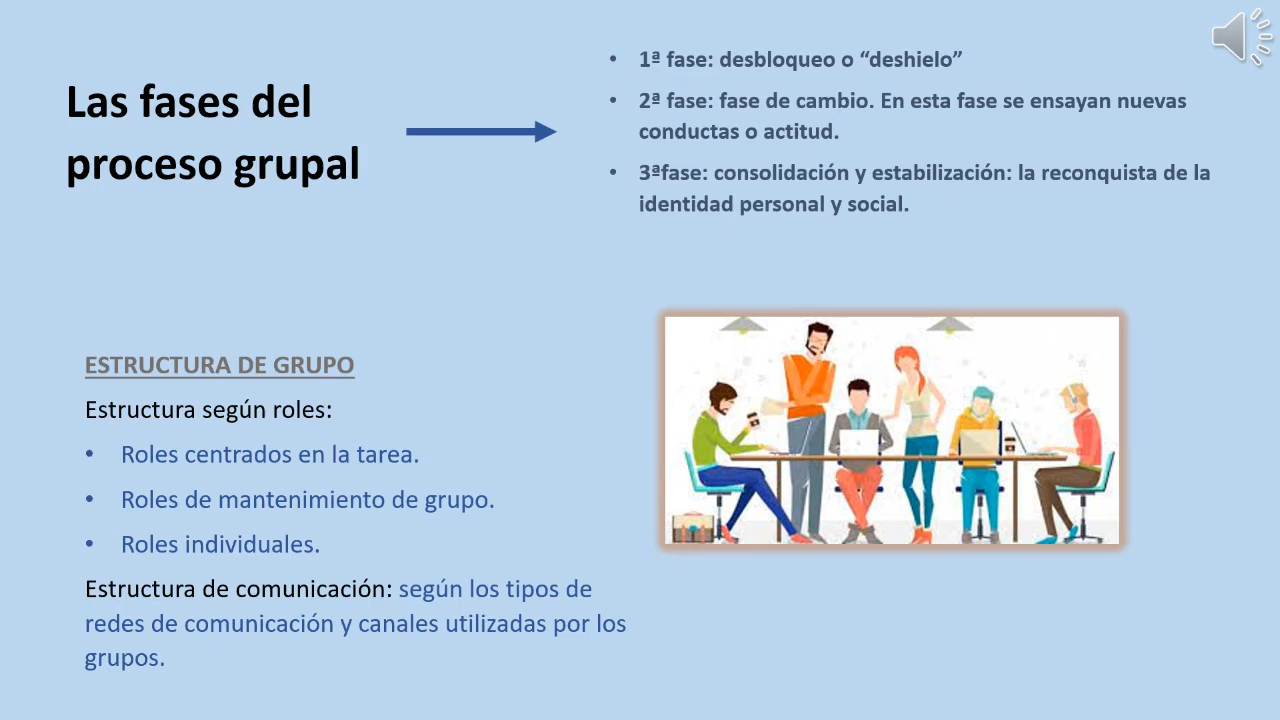 Las fases del
proceso grupal
• 1ª fase: desbloqueo o “deshielo”
• 2ª fase: fase de cambio. En esta fase se ensayan nuevas
conductas o actitud.
• 3ªfase: consolidación y estabilización: la reconquista de la
identidad personal y social.
ESTRUCTURA DE GRUPO
Estructura según roles:
• Roles centrados en la tarea.
• Roles de mantenimiento de grupo.
• Roles individuales.
Estructura de comunicación: según los tipos de
redes de comunicación y canales utilizadas por los
grupos.